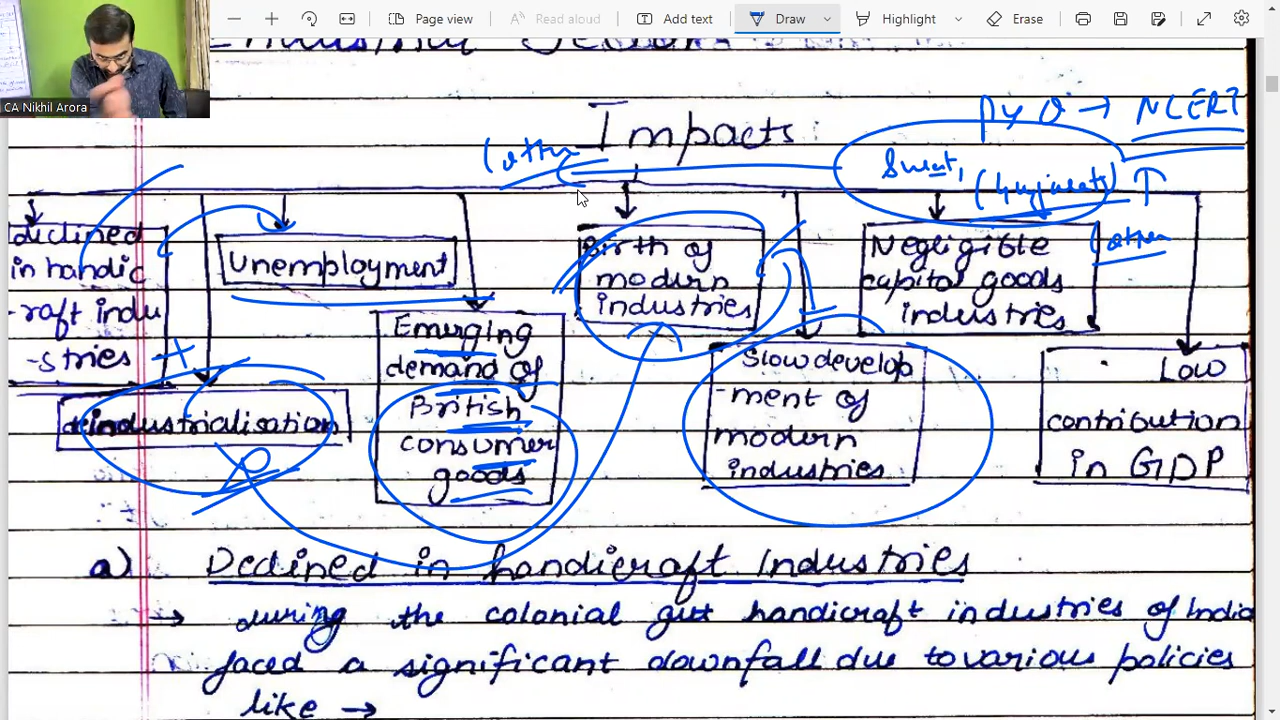 Page view
Read aloud
Add text
Draw
Highlight
Erase
CA Nikhil Arora
Impacts:
PYQ → NCERT
Surat, (Gujarat) ↑
(other
(other
declined
in handic
-raft indu
-stries
Unemployment
Birth of
modern
industries
Negligible
capital goods
industries
deindustrialisation
Emerging
demand of
British
consumer
goods
Slow develop
-ment of
modern
industries
Low
contribution
in GDP
a) Declined in handicraft Industries
→ during the colonial handicraft industries of India
faced a significant downfall due to various policies
like →